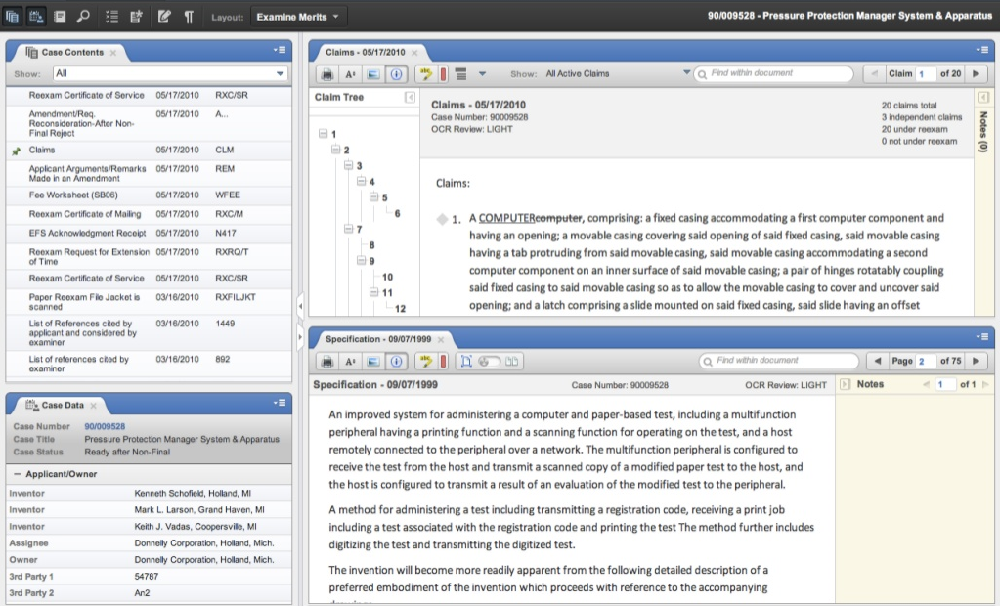 Layout: Examine Merits
90/009528 - Pressure Protection Manager System & Apparatus
Case Contents
Show: All
Reexam Certificate of Service 05/17/2010 RXC/SR
Amendment/Req. 05/17/2010 A...
Reconsideration-After Non-
Final Reject
Claims 05/17/2010 CLM
Applicant Arguments/Remarks 05/17/2010 REM
Made in an Amendment
Fee Worksheet (SB06) 05/17/2010 WFEE
Reexam Certificate of Mailing 05/17/2010 RXC/M
EFS Acknowledgment Receipt 05/17/2010 N417
Reexam Request for Extension 05/17/2010 RXRQ/T
of Time
Reexam Certificate of Service 05/17/2010 RXC/SR
Paper Reexam File Jacket is 03/16/2010 RXFILJKT
scanned
List of References cited by 03/16/2010 1449
applicant and considered by
examiner
List of references cited by 03/16/2010 892
examiner
Case Data
Case Number 90/009528
Case Title Pressure Protection Manager System & Apparatus
Case Status Ready after Non-Final
Applicant/Owner
Inventor Kenneth Schofield, Holland, MI
Inventor Mark L. Larson, Grand Haven, MI
Inventor Keith J. Vadas, Coopersville, MI
Assignee Donnelly Corporation, Holland, Mich.
Owner Donnelly Corporation, Holland, Mich.
3rd Party 1 54787
3rd Party 2 An2
Claims - 05/17/2010
Show: All Active Claims
Find within document
Claim 1 of 20
Claim Tree
1
2
3
4
5
6
7
8
9
10
11
12
Claims - 05/17/2010
Case Number: 90009528
OCR Review: LIGHT
20 claims total
3 independent claims
20 under reexam
0 not under reexam
Notes (0)
Claims:
1. A COMPUTERcomputer, comprising: a fixed casing accommodating a first computer component and
having an opening; a movable casing covering said opening of said fixed casing, said movable casing
having a tab protruding from said movable casing, said movable casing accommodating a second
computer component on an inner surface of said movable casing; a pair of hinges rotatably coupling
said fixed casing to said movable casing so as to allow the movable casing to cover and uncover said
opening; and a latch comprising a slide mounted on said fixed casing, said slide having an offset
Specification - 09/07/1999
Find within document
Page 2 of 75
Specification - 09/07/1999 Case Number: 90009528 OCR Review: LIGHT
Notes 1 of 1
An improved system for administering a computer and paper-based test, including a multifunction
peripheral having a printing function and a scanning function for operating on the test, and a host
remotely connected to the peripheral over a network. The multifunction peripheral is configured to
receive the test from the host and transmit a scanned copy of a modified paper test to the host, and
the host is configured to transmit a result of an evaluation of the modified test to the peripheral.
A method for administering a test including transmitting a registration code, receiving a print job
including a test associated with the registration code and printing the test The method further includes
digitizing the test and transmitting the digitized test.
The invention will become more readily apparent from the following detailed description of a
preferred embodiment of the invention which proceeds with reference to the accompanying